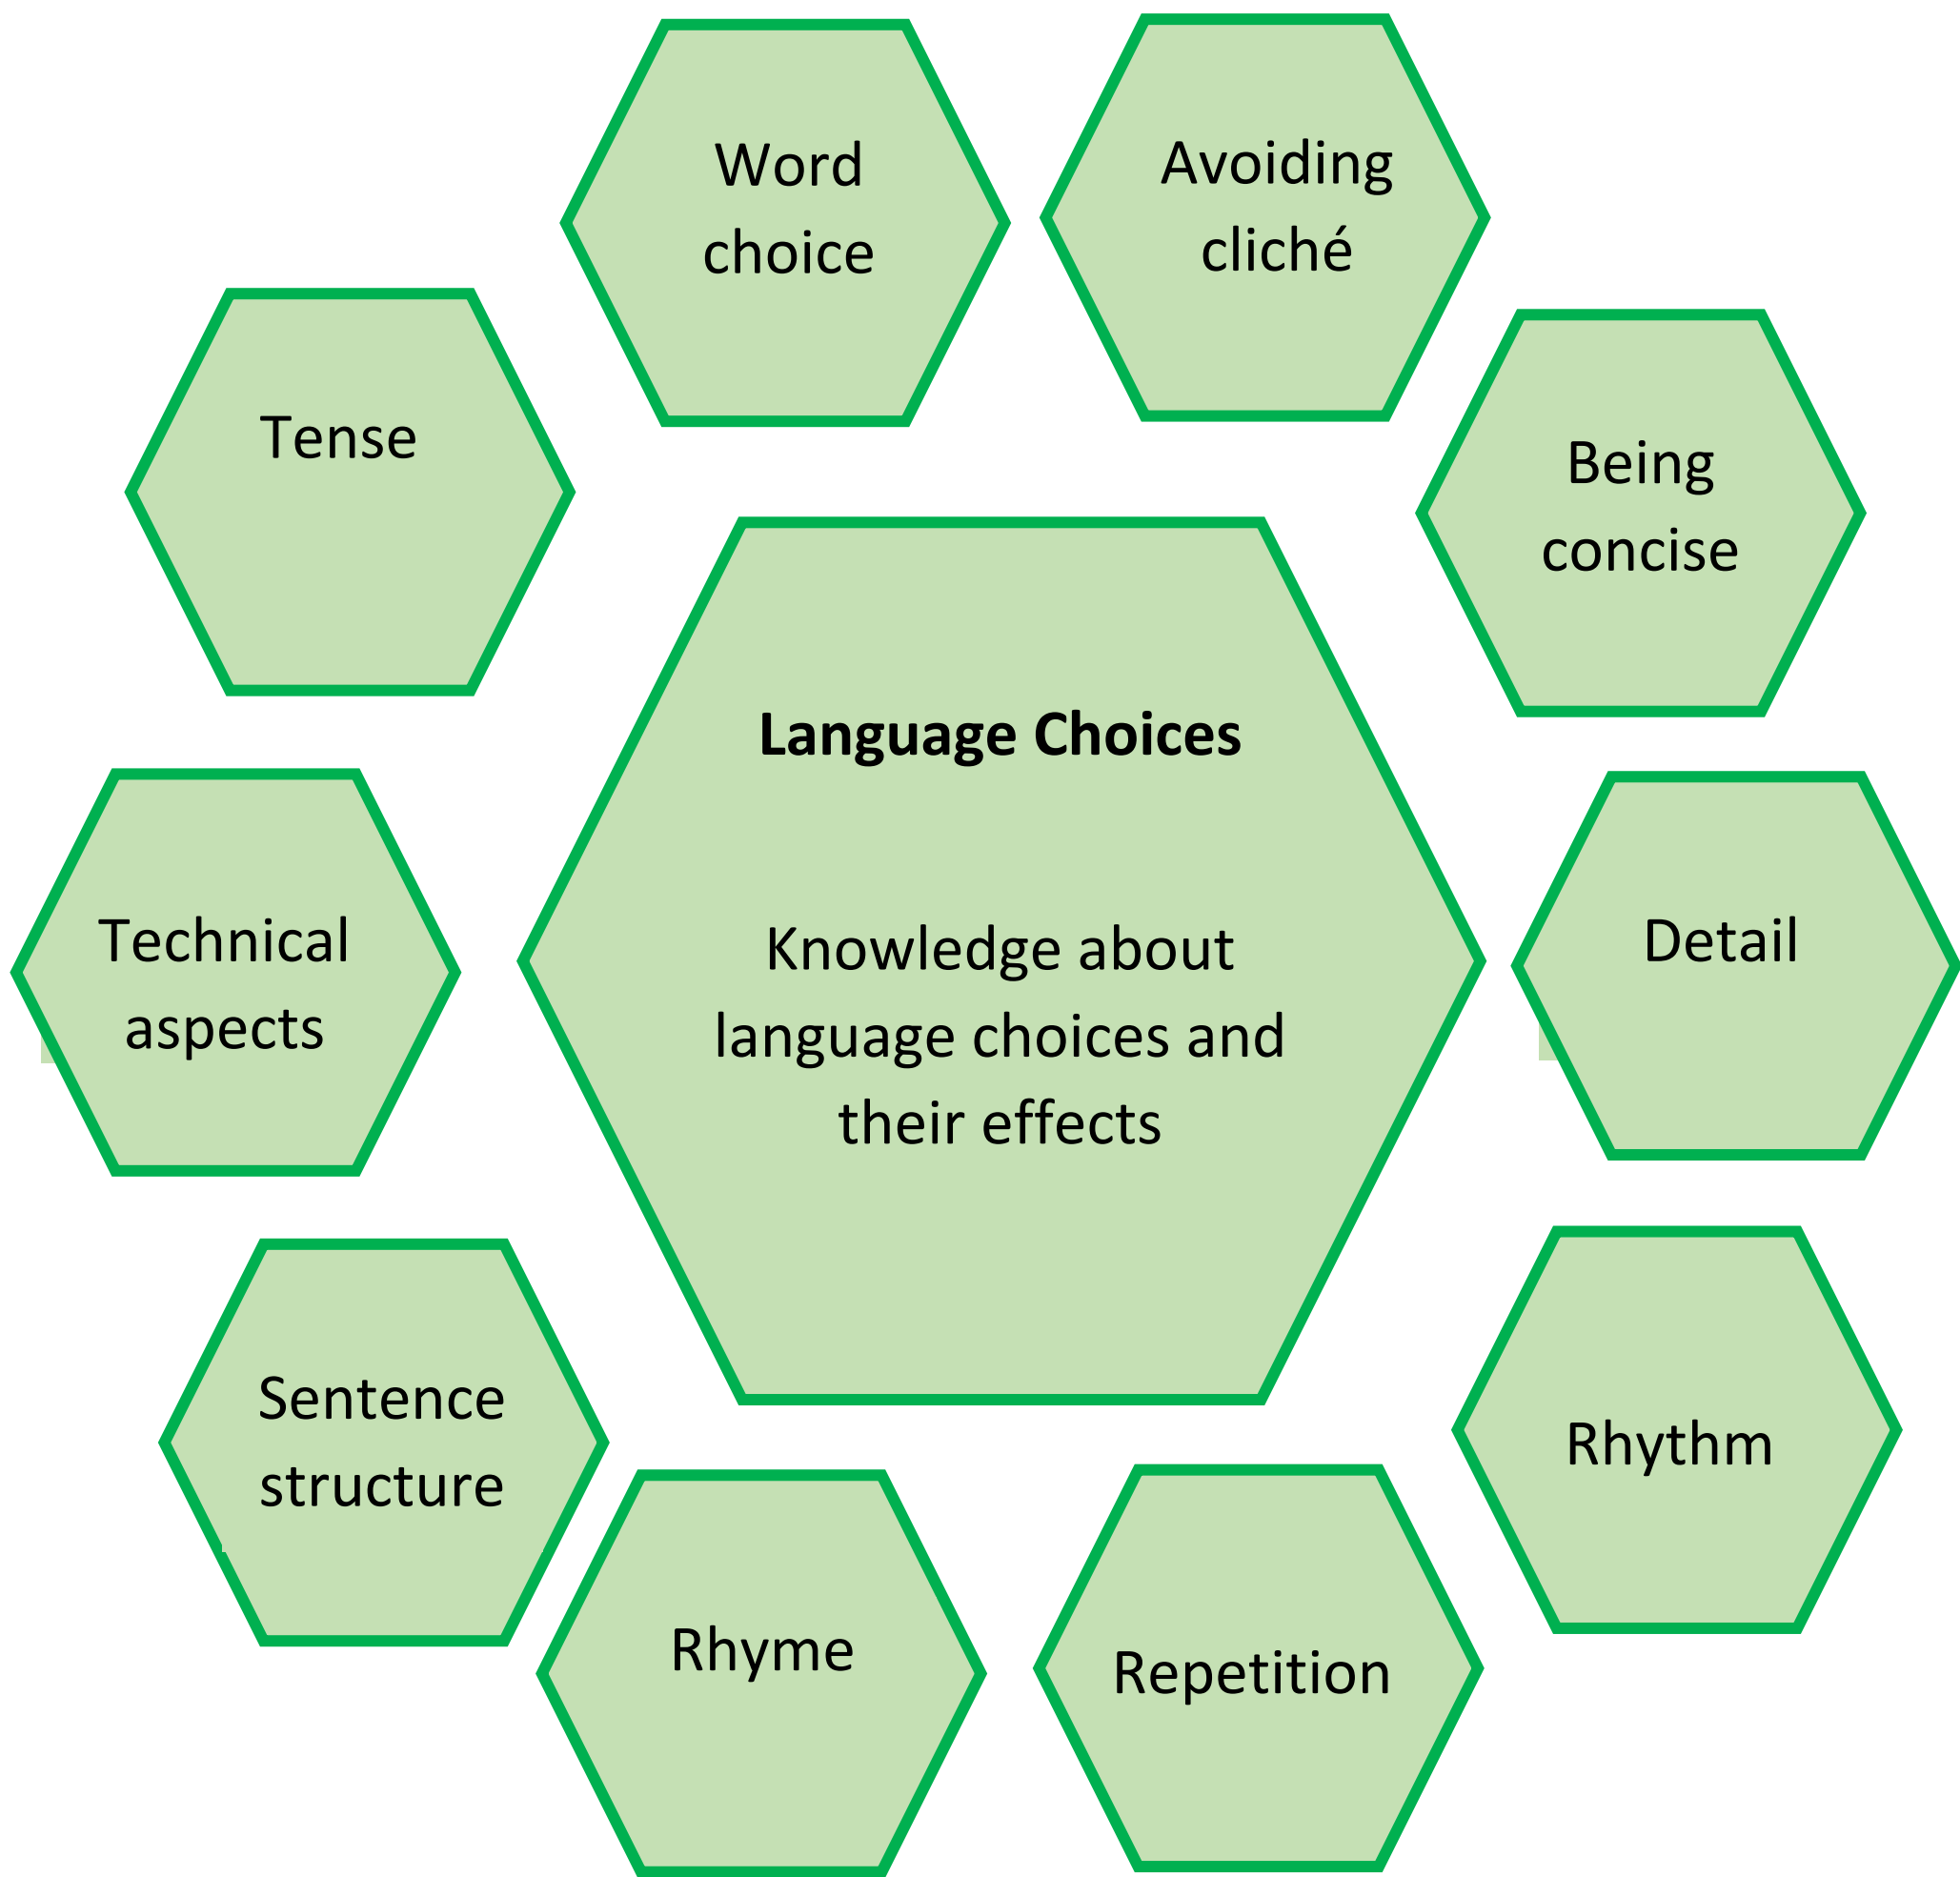 Word
choice
Avoiding
cliché
Tense
Being
concise
Language Choices
Knowledge about
language choices and
their effects
Technical
aspects
Detail
Sentence
structure
Rhythm
Rhyme
Repetition